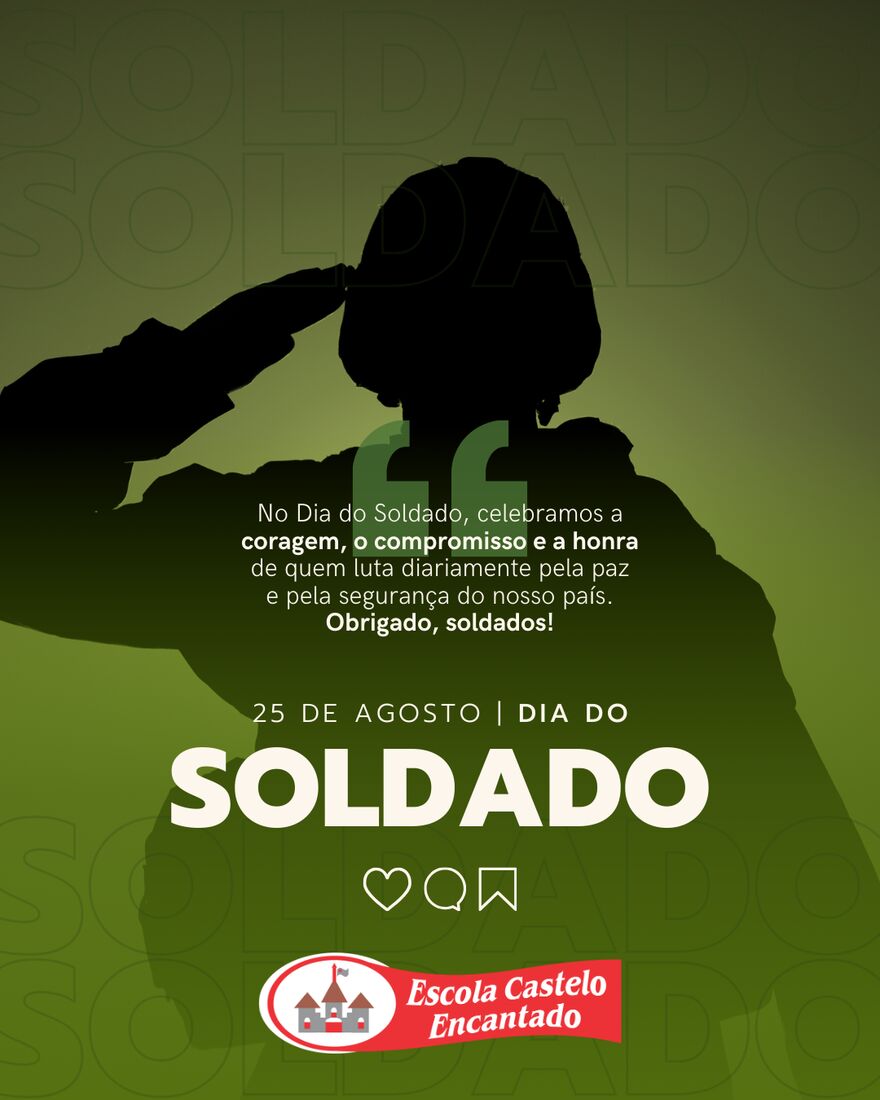 SOLDADO
SOLDADO
No Dia do Soldado, celebramos a
coragem, o compromisso e a honra
de quem luta diariamente pela paz
e pela segurança do nosso país.
Obrigado, soldados!
25 DE AGOSTO | DIA DO
SOLDADO
SOLDADO
SOLDADO
Escola Castelo
Encantado